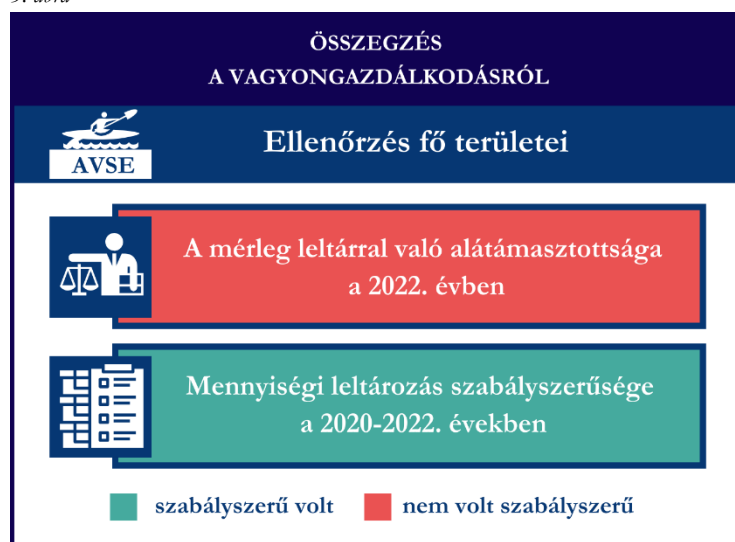 ÖSSZEGZÉS
A VAGYONGAZDÁLKODÁSRÓL
AVSE
Ellenőrzés fő területei
A mérleg leltárral való alátámasztottsága
a 2022. évben
Mennyiségi leltározás szabályszerűsége
a 2020-2022. években
szabályszerű volt
nem volt szabályszerű